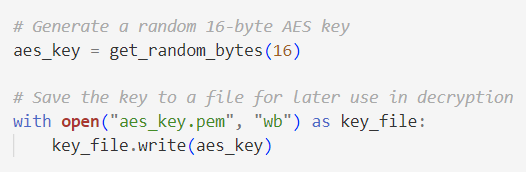 # Generate a random 16-byte AES key
aes_key = get_random_bytes(16)
# Save the key to a file for later use in decryption
with open("aes_key.pem", "wb") as key_file:
    key_file.write(aes_key)